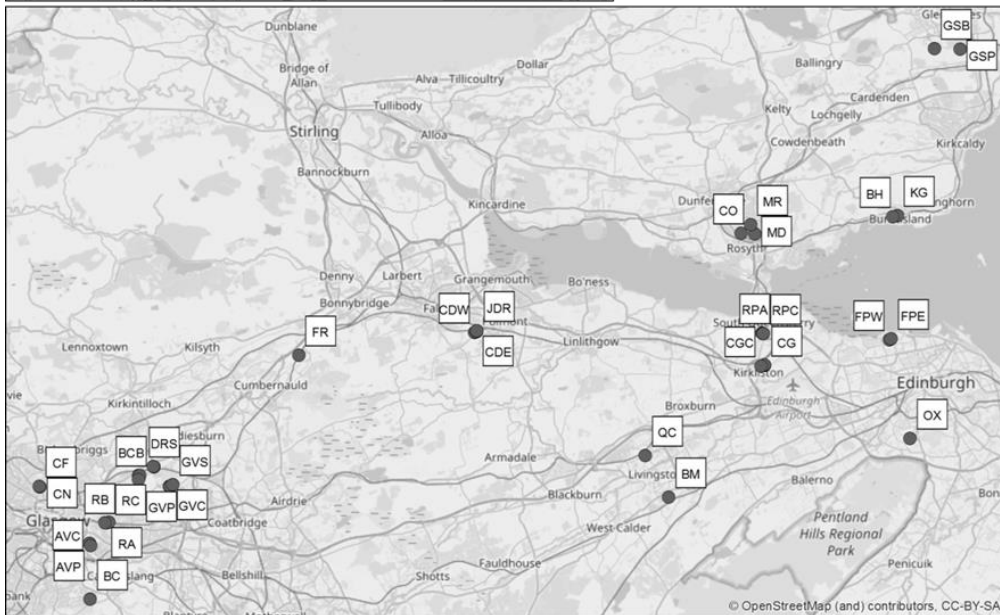 Dunblane
GSB
GSP
Bridge of
Allan
Dollar
Ballingry
Alva
Tillicoultry
Cardenden
Tullibody
Kelty
Lochgelly
Stirling
Alloa
Cowdenbeath
Kirkcaldy
Bannockburn
Kincardine
CO
MR
MD
BH
KG
Rosyth
Denny
Larbert
Grangemouth
Bo'ness
Bonnybridge
CDW
JDR
CDE
RPA
RPC
FPW
FPE
FR
Linlithgow
CGC
CG
Lennoxtown
Kilsyth
Kirkliston
Cumbernauld
Edinburgh
Edinburgh
Airport
Kirkintilloch
Broxburn
OX
QC
DRS
BCB
GVS
CF
CN
Armadale
Livingston
BM
Balerno
RB
RC
GVP
GVC
Airdrie
Blackburn
Coatbridge
Glasgow
AVC
RA
West Calder
Pentland
Hills Regional
Park
AVP
BC
Bellshill
Fauldhouse
Shotts
Penicuik
© OpenStreetMap (and) contributors, CC-BY-SA